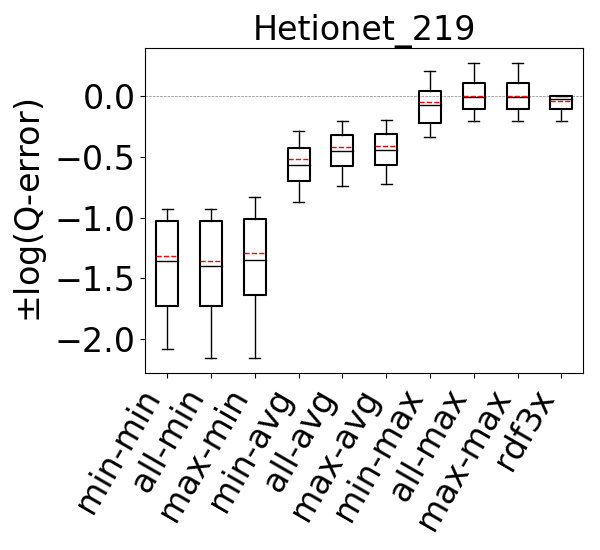 Hetionet_219
±log(Q-error)
0.0
−0.5
−1.0
−1.5
−2.0
min-min
all-min
max-min
min-avg
all-avg
max-avg
min-max
all-max
max-max
rdf3x